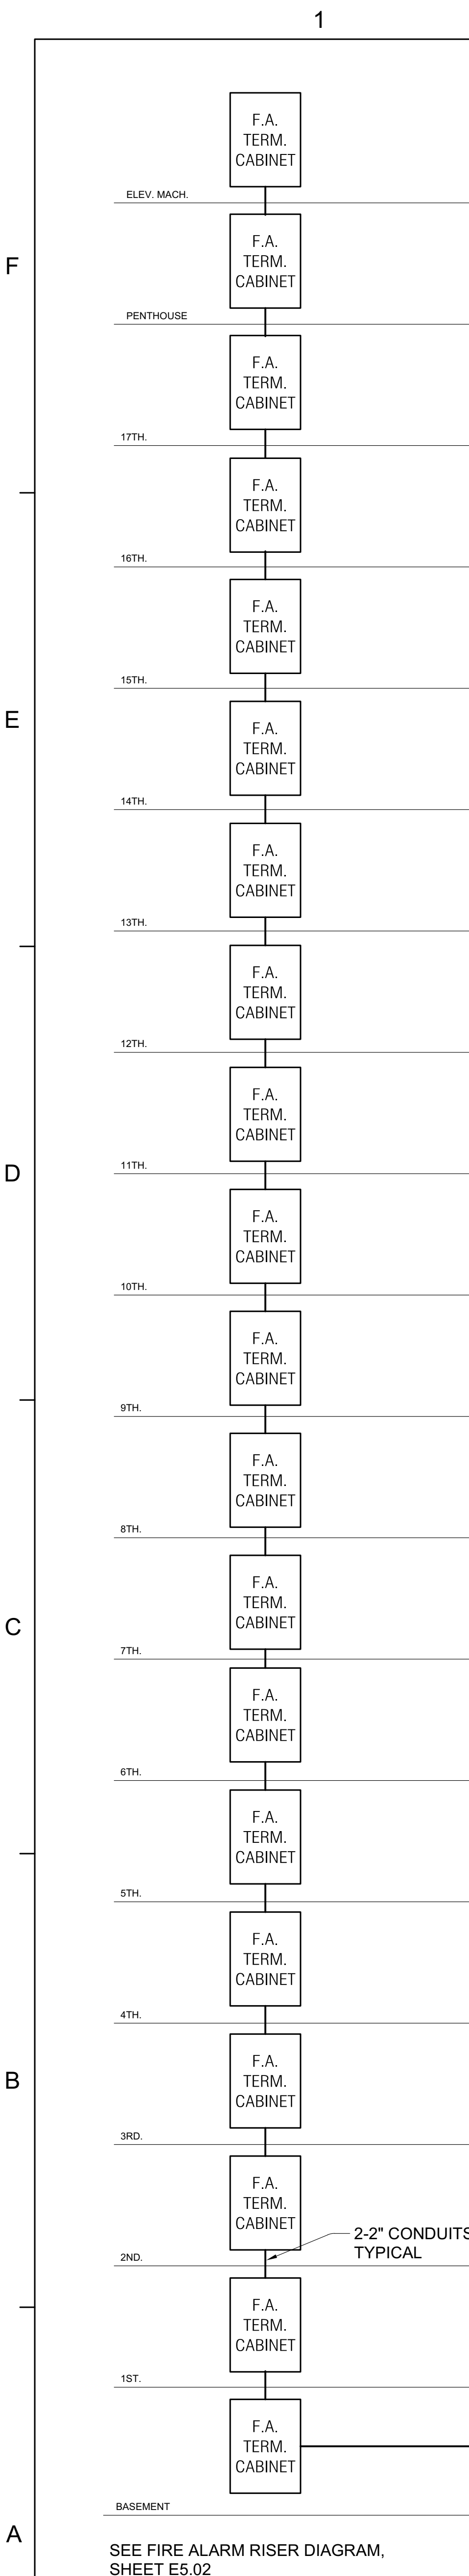 1
F.A.
TERM.
CABINET
ELEV. MACH.
F
F.A.
TERM.
CABINET
PENTHOUSE
F.A.
TERM.
CABINET
17TH.
F.A.
TERM.
CABINET
16TH.
F.A.
TERM.
CABINET
15TH.
E
F.A.
TERM.
CABINET
14TH.
F.A.
TERM.
CABINET
13TH.
F.A.
TERM.
CABINET
12TH.
F.A.
TERM.
CABINET
11TH.
D
F.A.
TERM.
CABINET
10TH.
F.A.
TERM.
CABINET
9TH.
F.A.
TERM.
CABINET
8TH.
F.A.
TERM.
CABINET
7TH.
C
F.A.
TERM.
CABINET
6TH.
F.A.
TERM.
CABINET
5TH.
F.A.
TERM.
CABINET
4TH.
F.A.
TERM.
CABINET
3RD.
B
F.A.
TERM.
CABINET
2-2" CONDUITS
TYPICAL
2ND.
F.A.
TERM.
CABINET
1ST.
F.A.
TERM.
CABINET
BASEMENT
A
SEE FIRE ALARM RISER DIAGRAM,
SHEET E5.02